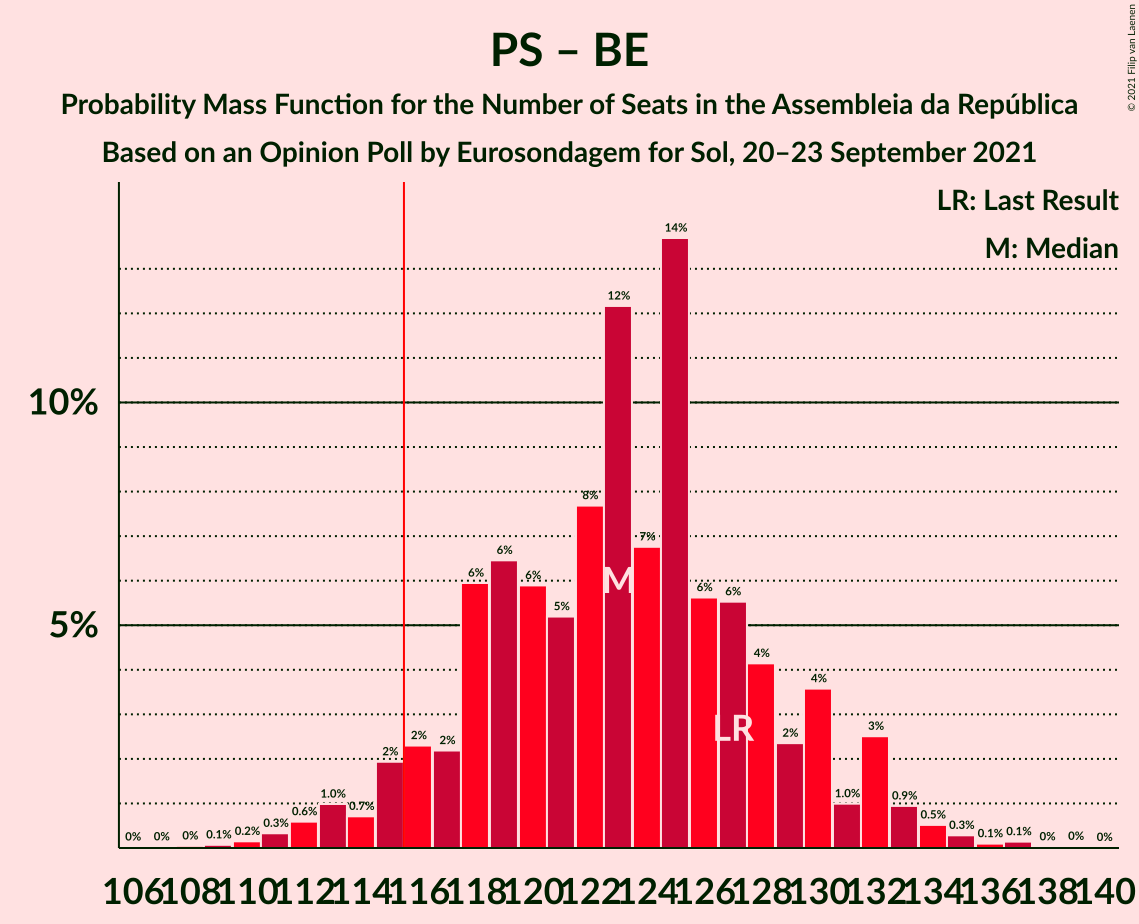 PS – BE
Probability Mass Function for the Number of Seats in the Assembleia da República
Based on an Opinion Poll by Eurosondagem for Sol, 20–23 September 2021
© 2021 Filip van Laenen
LR: Last Result
M: Median
10%
5%
0% 0% 0% 0.1% 0.2% 0.3% 0.6% 1.0% 0.7% 2% 2% 2% 6% 6% 6% 5% 8% 12% 7% 14% 6% 6% 4% 2% 4% 1.0% 3% 0.9% 0.5% 0.3% 0.1% 0.1% 0% 0% 0%
M
LR
106 108 110 112 114 116 118 120 122 124 126 128 130 132 134 136 138 140